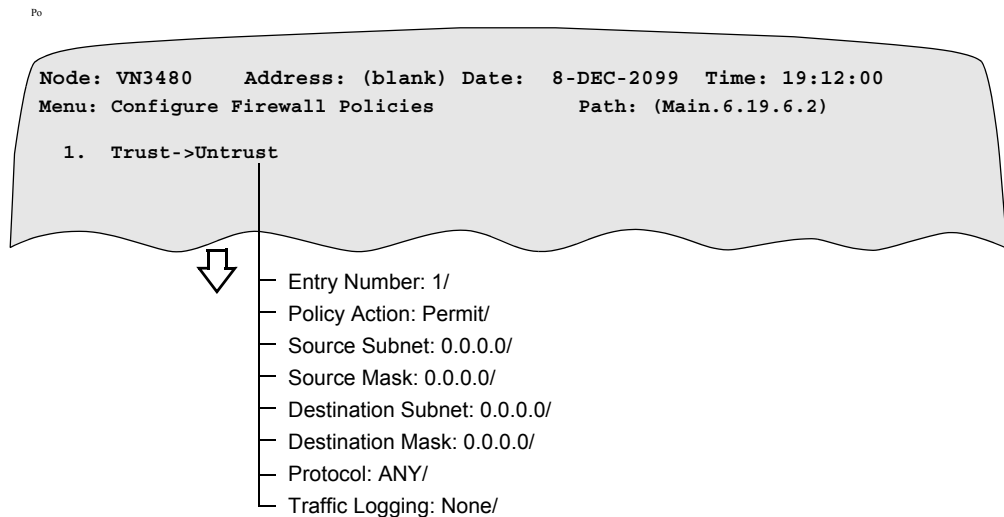 Po
Node: VN3480 Address: (blank) Date: 8-DEC-2099 Time: 19:12:00
Menu: Configure Firewall Policies Path: (Main.6.19.6.2)
1. Trust->Untrust
Entry Number: 1/
Policy Action: Permit/
Source Subnet: 0.0.0.0/
Source Mask: 0.0.0.0/
Destination Subnet: 0.0.0.0/
Destination Mask: 0.0.0.0/
Protocol: ANY/
Traffic Logging: None/